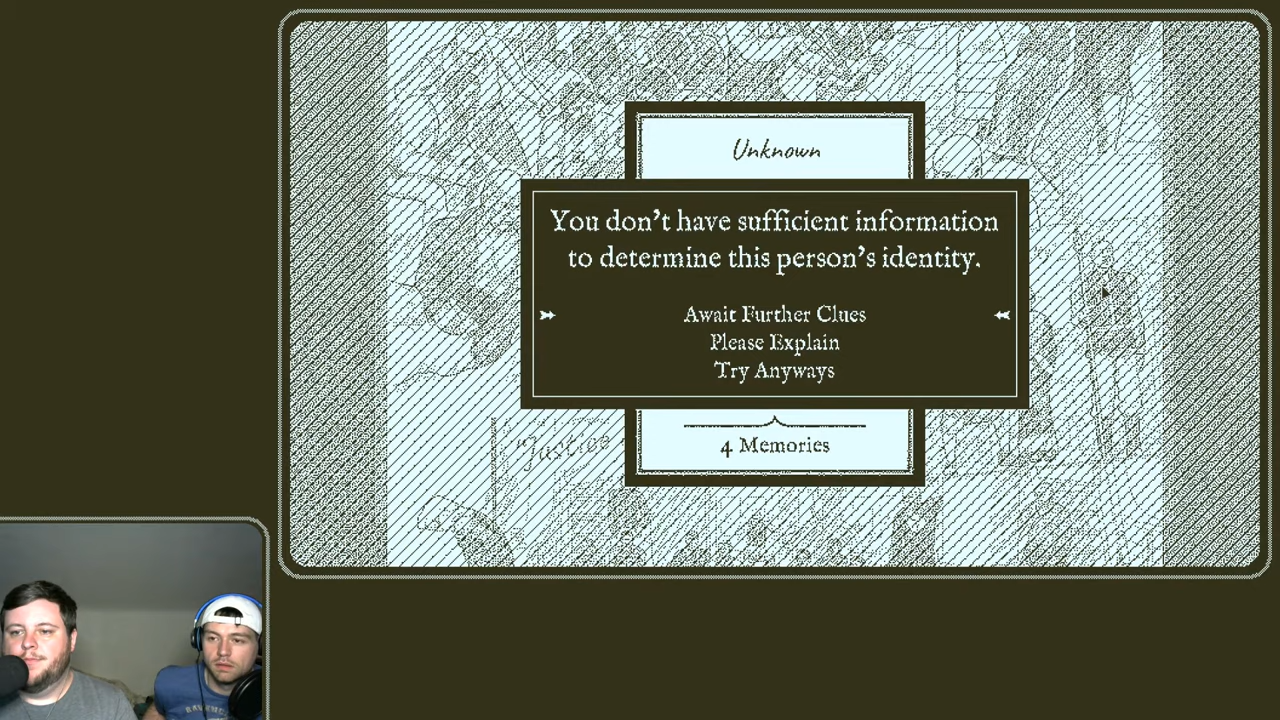 Unknown
You don't have sufficient information
to determine this person's identity.
Await Further Clues
Please Explain
Try Anyways
4 Memories
"Justice